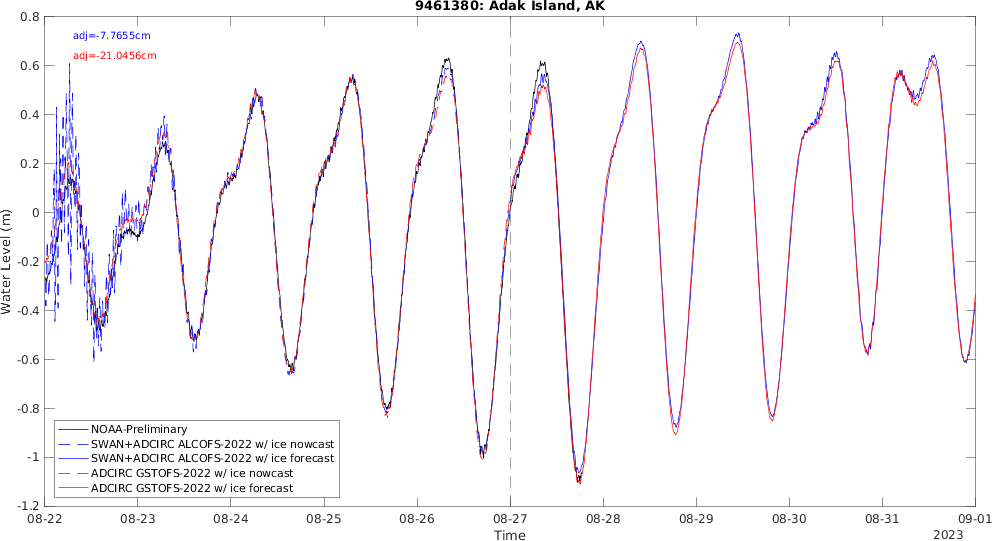 9461380: Adak Island, AK
adj=-7.7655cm
adj=-21.0456cm
0.8
0.6
0.4
0.2
0
-0.2
-0.4
-0.6
-0.8
-1
-1.2
Water Level (m)
NOAA-Preliminary
SWAN+ADCIRC ALCOFS-2022 w/ ice nowcast
SWAN+ADCIRC ALCOFS-2022 w/ ice forecast
ADCIRC GSTOFS-2022 w/ ice nowcast
ADCIRC GSTOFS-2022 w/ ice forecast
08-22 08-23 08-24 08-25 08-26 08-27 08-28 08-29 08-30 08-31 09-01
Time
2023